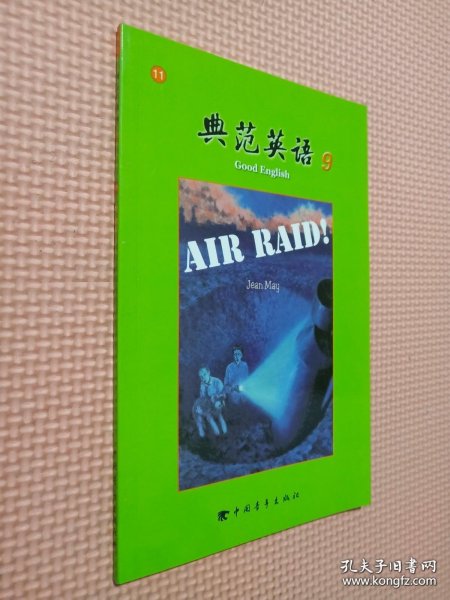 11
典范英语 9
Good English
AIR RAID!
Jean May
中国青年出版社
孔夫子旧书网
www.kongfz.com